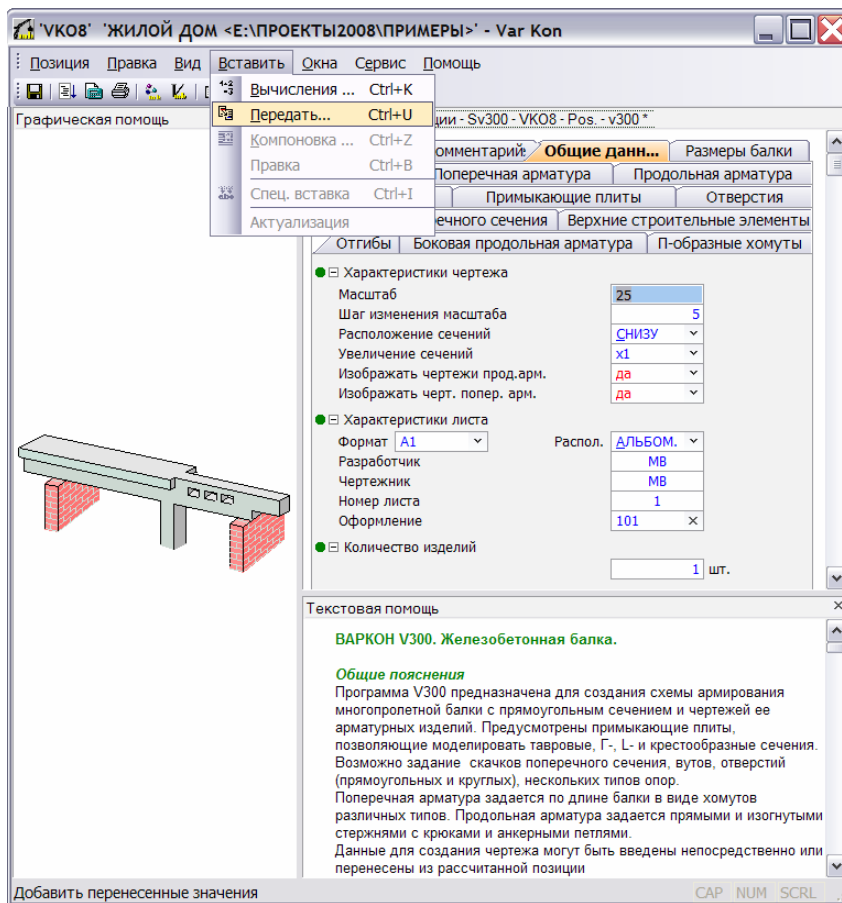 'VKO8' 'ЖИЛОЙ ДОМ <E:\ПРОЕКТЫ2008\ПРИМЕРЫ>' - Var Kon
Позиция Правка Вид Вставить Окна Сервис Помощь
Вычисления ... Ctrl+K
Передать... Ctrl+U
Компоновка ... Ctrl+Z
Правка Ctrl+B
Спец. вставка Ctrl+I
Актуализация
Графическая помощь
ции - Sv300 - VKO8 - Pos. - v300 *
омментарий Общие данн... Размеры балки
Поперечная арматура Продольная арматура
Примыкающие плиты Отверстия
ечного сечения Верхние строительные элементы
Отгибы Боковая продольная арматура П-образные хомуты
Характеристики чертежа
Масштаб 25
Шаг изменения масштаба 5
Расположение сечений СНИЗУ
Увеличение сечений x1
Изображать чертежи прод.арм. да
Изображать черт. попер. арм. да
Характеристики листа
Формат A1 Распол. АЛЬБОМ.
Разработчик МВ
Чертежник МВ
Номер листа 1
Оформление 101
Количество изделий
1 шт.
Текстовая помощь
ВАРКОН V300. Железобетонная балка.
Общие пояснения
Программа V300 предназначена для создания схемы армирования
многопролетной балки с прямоугольным сечением и чертежей ее
арматурных изделий. Предусмотрены примыкающие плиты,
позволяющие моделировать тавровые, Г-, L- и крестообразные сечения.
Возможно задание скачков поперечного сечения, вутов, отверстий
(прямоугольных и круглых), нескольких типов опор.
Поперечная арматура задается по длине балки в виде хомутов
различных типов. Продольная арматура задается прямыми и изогнутыми
стержнями с крюками и анкерными петлями.
Данные для создания чертежа могут быть введены непосредственно или
перенесены из рассчитанной позиции
Добавить перенесенные значения CAP NUM SCRL